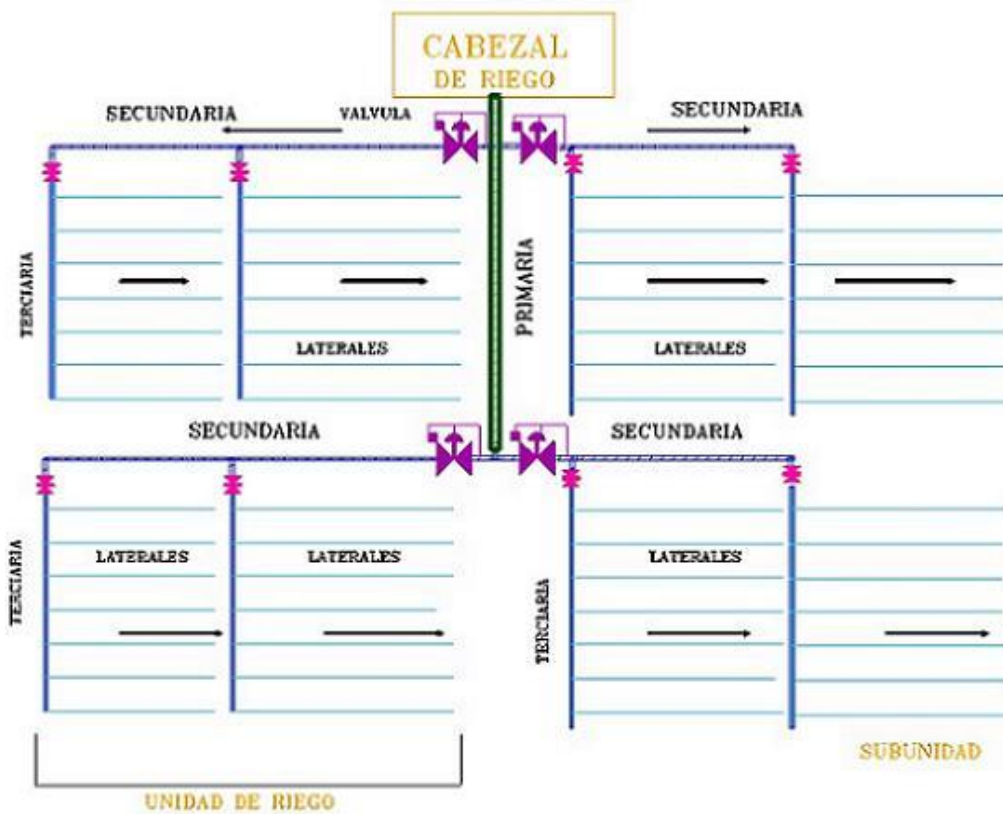 CABEZAL
DE RIEGO
SECUNDARIA
VALVULA
SECUNDARIA
TERCIARIA
PRIMARIA
LATERALES
LATERALES
SECUNDARIA
SECUNDARIA
TERCIARIA
LATERALES
LATERALES
LATERALES
TERCIARIA
SUBUNIDAD
UNIDAD DE RIEGO